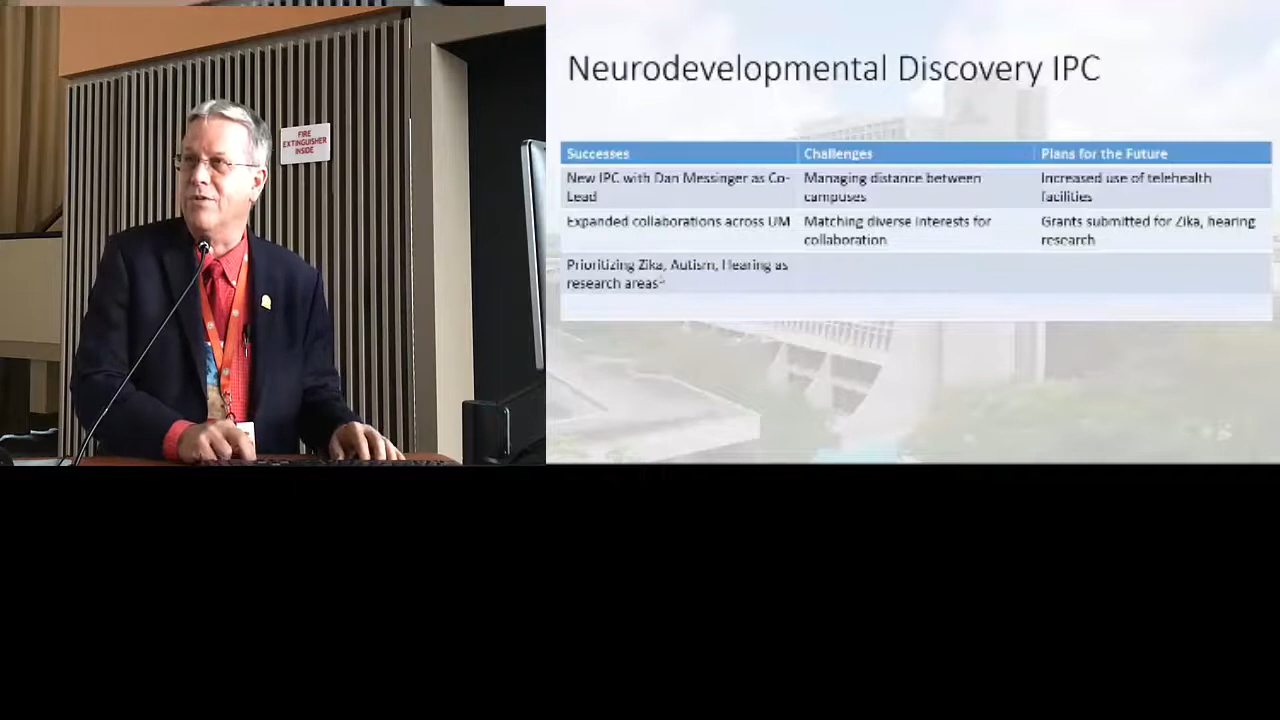 FIRE
EXTINGUISHER
INSIDE
Neurodevelopmental Discovery IPC
Successes
Challenges
Plans for the Future
New IPC with Dan Messinger as Co-
Lead
Managing distance between
campuses
Increased use of telehealth
facilities
Expanded collaborations across UM
Matching diverse interests for
collaboration
Grants submitted for Zika, hearing
research
Prioritizing Zika, Autism, Hearing as
research areas